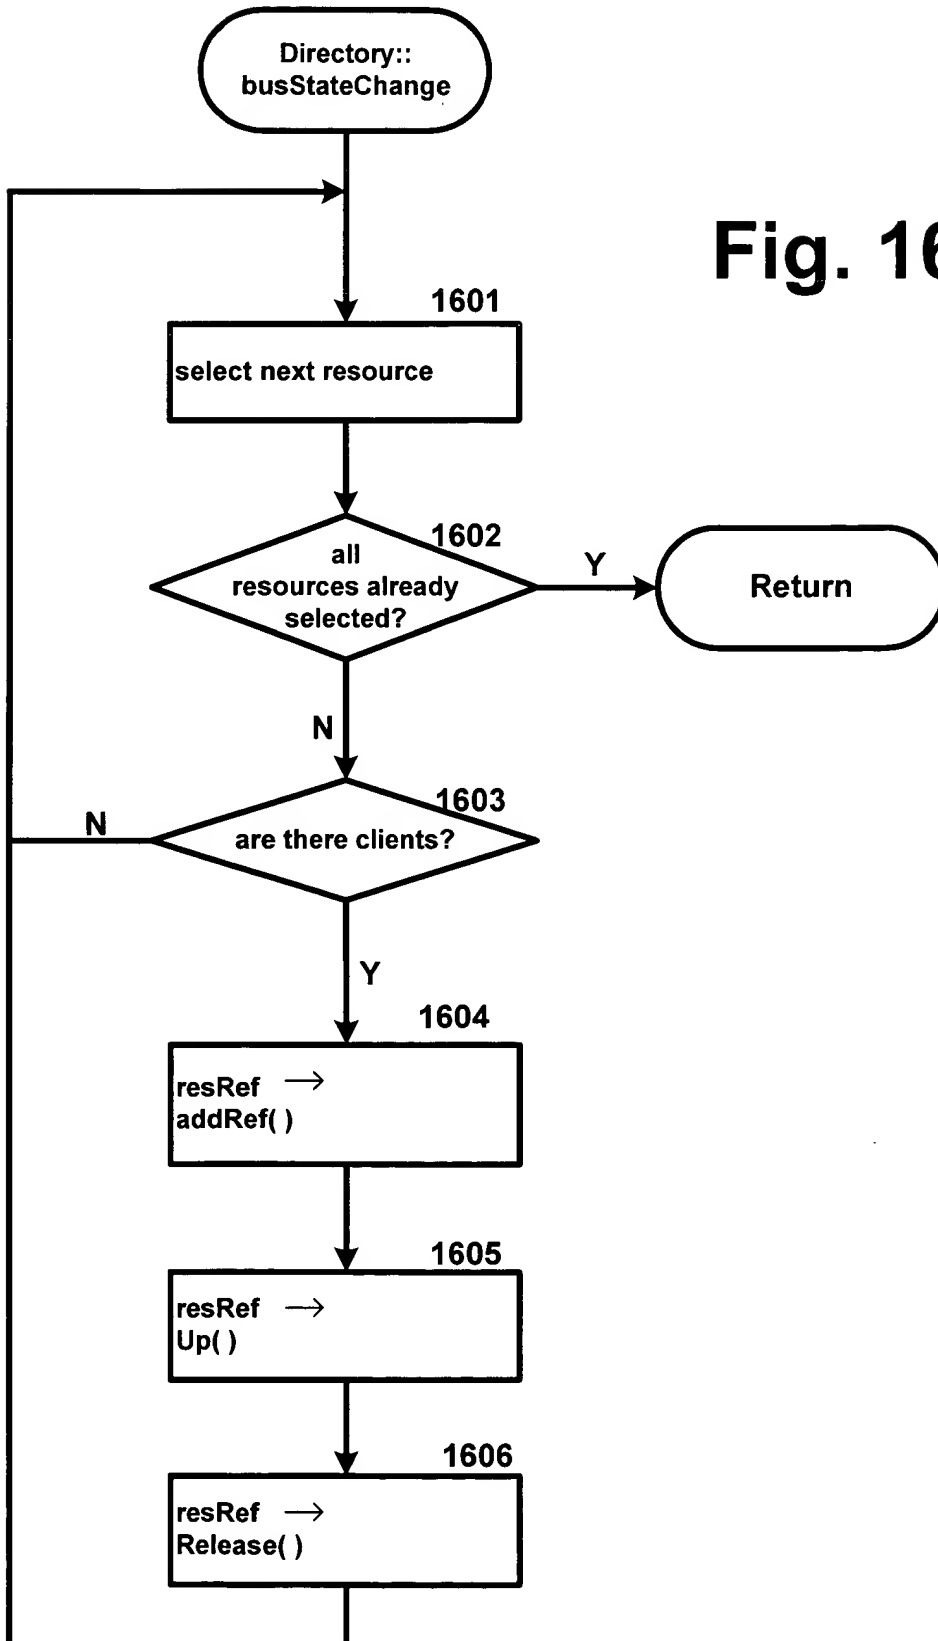 Directory::
busStateChange
Fig. 16
1601
select next resource
1602
all
resources already
selected?
Y
Return
N
1603
are there clients?
N
Y
1604
resRef →
addRef( )
1605
resRef →
Up( )
1606
resRef →
Release( )